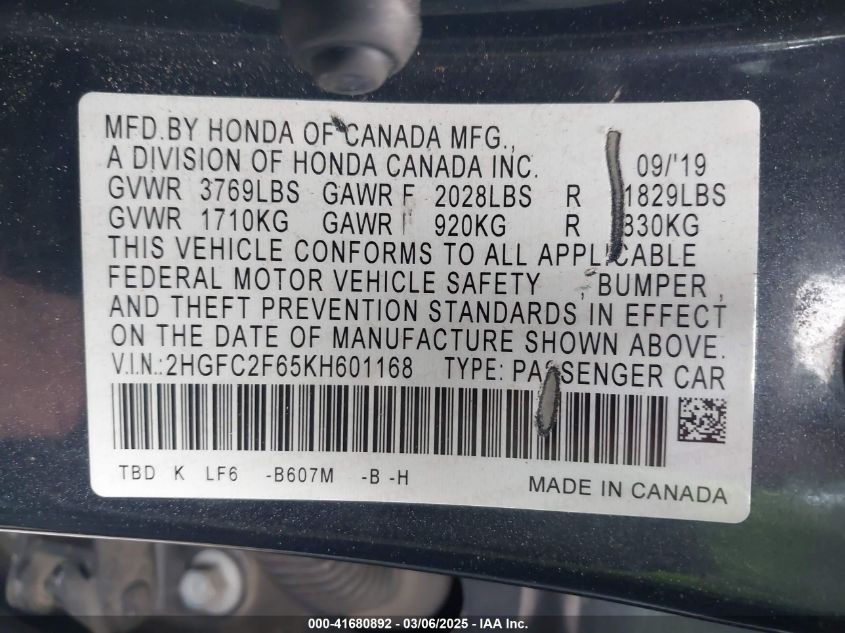 MFD.BY HONDA OF CANADA MFG.,
A DIVISION OF HONDA CANADA INC. 09/'19
GVWR 3769LBS GAWR F 2028LBS R 1829LBS
GVWR 1710KG GAWR F 920KG R 830KG
THIS VEHICLE CONFORMS TO ALL APPLICABLE
FEDERAL MOTOR VEHICLE SAFETY , BUMPER ,
AND THEFT PREVENTION STANDARDS IN EFFECT
ON THE DATE OF MANUFACTURE SHOWN ABOVE.
V.I.N.:2HGFC2F65KH601168 TYPE: PASSENGER CAR
TBD K LF6 -B607M -B -H MADE IN CANADA
000-41680892 - 03/06/2025 - IAA Inc.